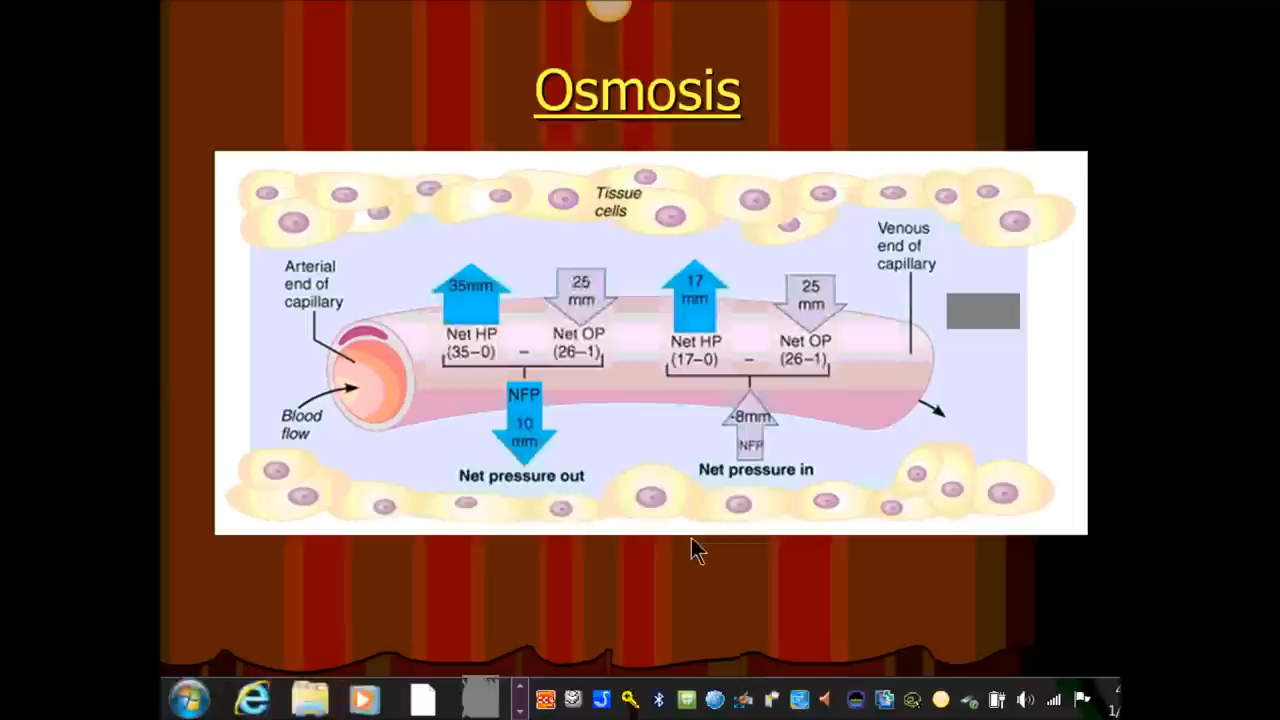 Osmosis
Tissue
cells
Venous
end of
capillary
Arterial
end of
capillary
35mm
25
mm
17
mm
25
mm
Net HP
(35–0)
–
Net OP
(26–1)
Net HP
(17–0)
–
Net OP
(26–1)
NFP
10
mm
-8mm
NFP
Blood
flow
Net pressure out
Net pressure in